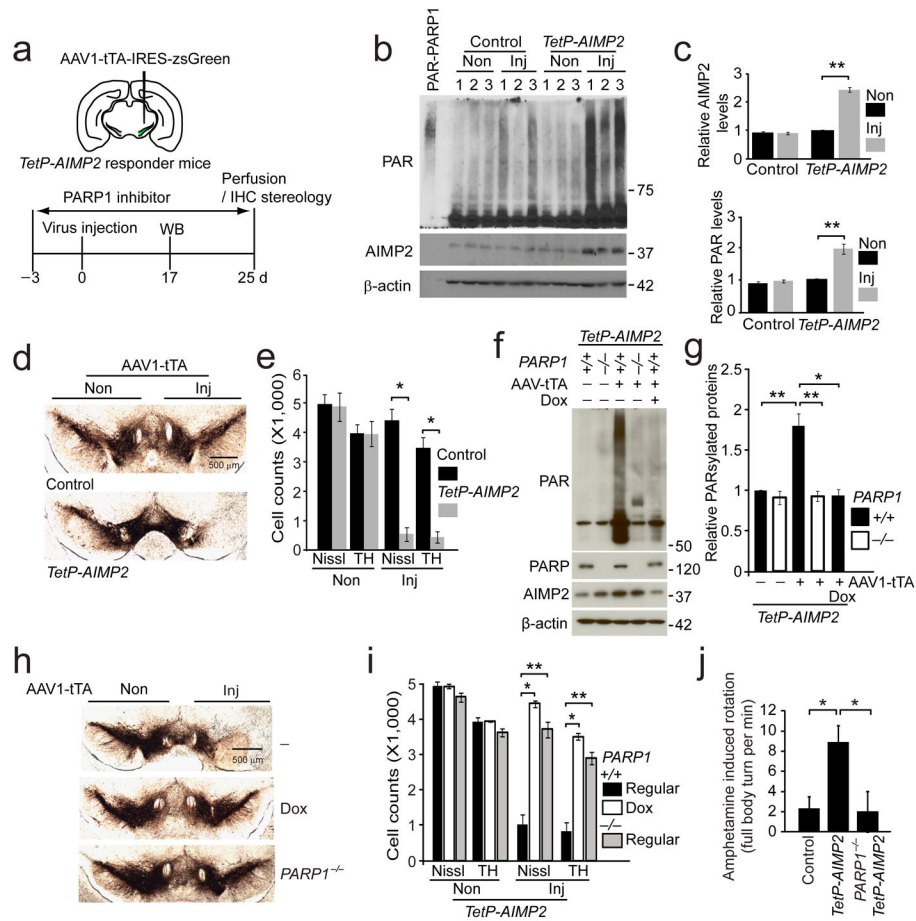 a
AAV1-tTA-IRES-zsGreen
TetP-AIMP2 responder mice
Perfusion
/ IHC stereology
PARP1 inhibitor
Virus injection WB
–3 0 17 25 d
b
PAR-PARP1
Control TetP-AIMP2
Non Inj Non Inj
1 2 3 1 2 3 1 2 3 1 2 3
PAR
75
AIMP2
37
β-actin
42
c
Relative AIMP2
levels
3
2
1
0
**
Non
Inj
Control TetP-AIMP2
Relative PAR levels
3
2
1
0
**
Non
Inj
Control TetP-AIMP2
d
AAV1-tTA
Non Inj
500 μm
Control
TetP-AIMP2
e
Cell counts (X1,000)
6
5
4
3
2
1
0
*
*
Control
TetP-AIMP2
Nissl TH Nissl TH
Non Inj
f
TetP-AIMP2
PARP1 +/+ –/– +/+ –/– +/+
AAV-tTA – – + + +
Dox +
PAR
50
PARP
120
AIMP2
37
β-actin
42
g
Relative PARsylated proteins
2.5
2
1.5
1
0.5
0
** ** *
PARP1
+/+
–/–
– – + + + AAV1-tTA
Dox
TetP-AIMP2
h
AAV1-tTA Non Inj
500 μm
–
Dox
PARP1–/–
i
Cell counts (X1,000)
5
4
3
2
1
0
**
*
**
*
PARP1
+/+
Regular
Dox
–/–
Regular
Nissl TH Nissl TH
Non Inj
TetP-AIMP2
j
Amphetamine induced rotation
(full body turn per min)
12
10
8
6
4
2
0
* *
Control
TetP-AIMP2
PARP1–/–
TetP-AIMP2